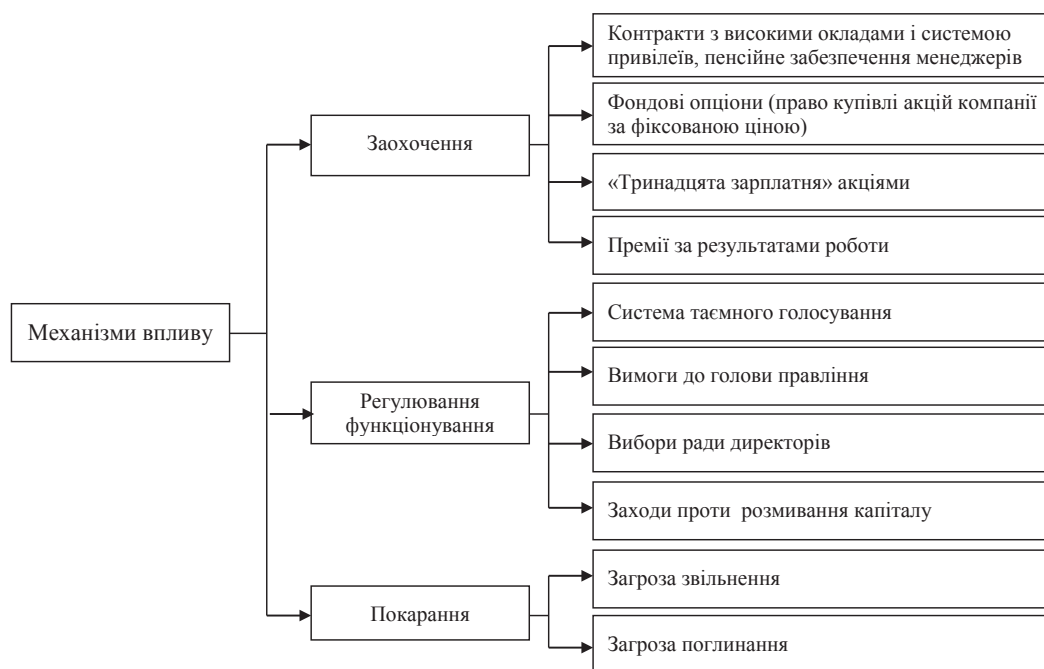 Механізми впливу
Заохочення
Контракти з високими окладами і системою
привілеїв, пенсійне забезпечення менеджерів
Фондові опціони (право купівлі акцій компанії
за фіксованою ціною)
«Тринадцята зарплатня» акціями
Премії за результатами роботи
Регулювання
функціонування
Система таємного голосування
Вимоги до голови правління
Вибори ради директорів
Заходи проти розмивання капіталу
Покарання
Загроза звільнення
Загроза поглинання